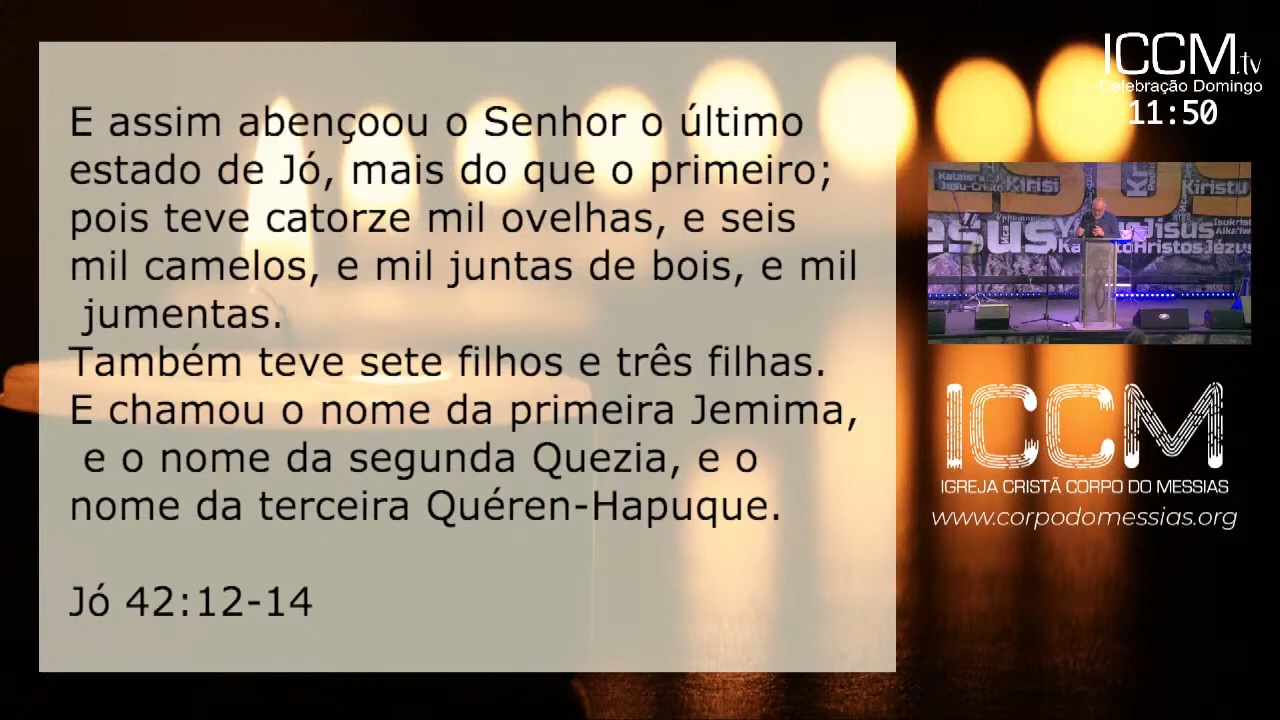 E assim abençoou o Senhor o último
estado de Jó, mais do que o primeiro;
pois teve catorze mil ovelhas, e seis
mil camelos, e mil juntas de bois, e mil
jumentas.
Também teve sete filhos e três filhas.
E chamou o nome da primeira Jemima,
e o nome da segunda Quezia, e o
nome da terceira Quéren-Hapuque.
Jó 42:12-14
ICCM.tv
Celebração Domingo
11:50
Kiristu
Jisus
Hristos
ICCM
IGREJA CRISTÃ CORPO DO MESSIAS
www.corpodomessias.org